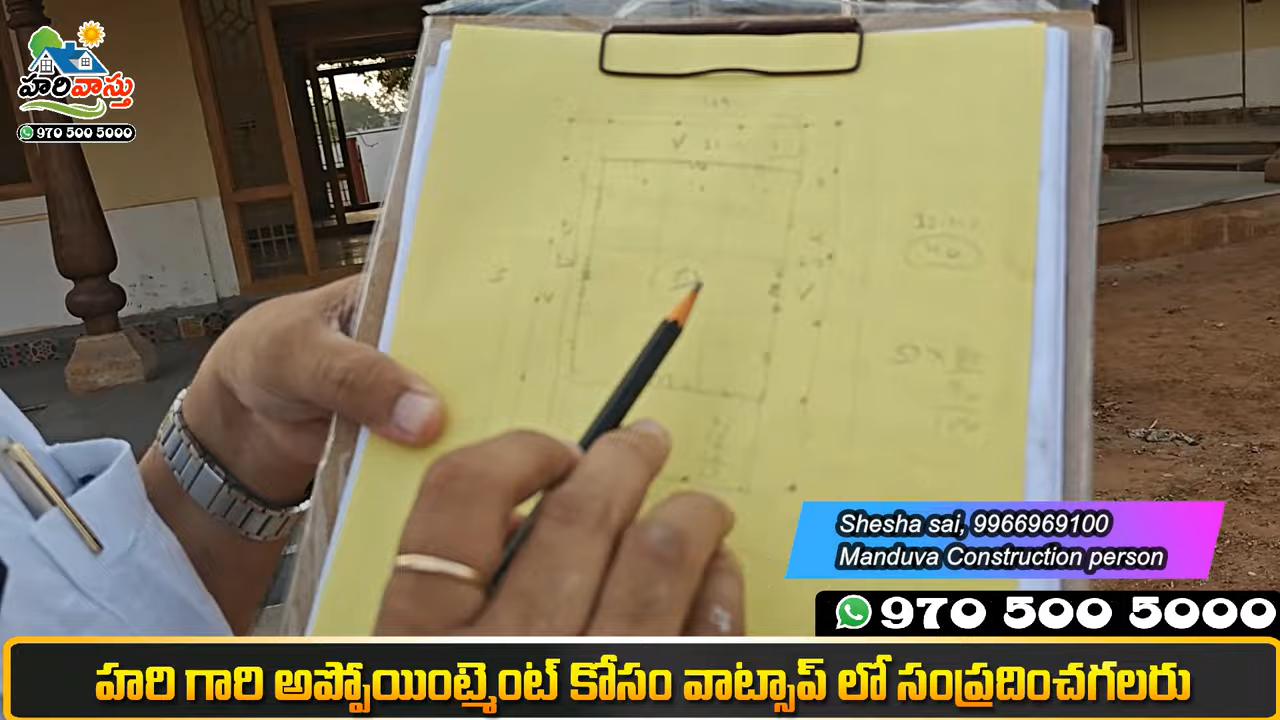 హరివాస్తు
970 500 5000
Shesha sai, 9966969100
Manduva Construction person
970 500 5000
హరి గారి అప్పోయింట్మెంట్ కోసం వాట్సాప్ లో సంప్రదించగలరు